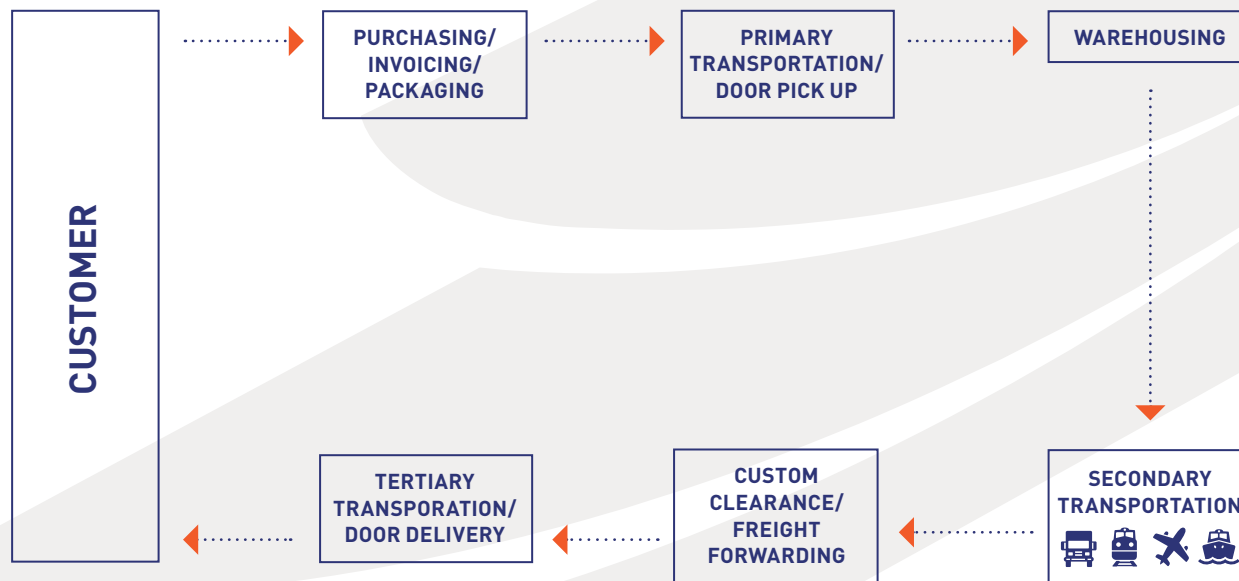 CUSTOMER
PURCHASING/
INVOICING/
PACKAGING
PRIMARY
TRANSPORTATION/
DOOR PICK UP
WAREHOUSING
SECONDARY
TRANSPORTATION
CUSTOM
CLEARANCE/
FREIGHT
FORWARDING
TERTIARY
TRANSPORATION/
DOOR DELIVERY